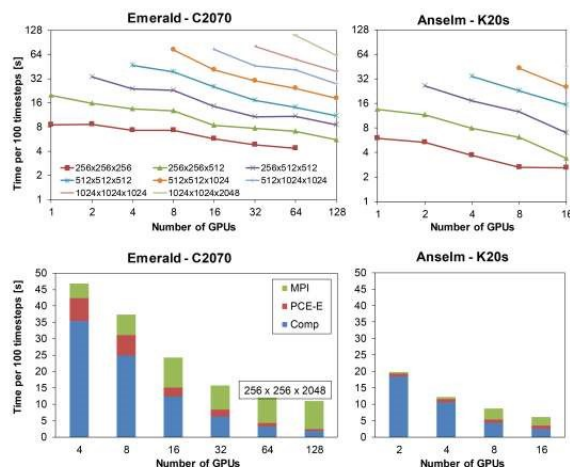 Emerald - C2070
Time per 100 timesteps [s]
128
64
32
16
8
4
2
1
256x256x256
256x256x512
256x512x512
512x512x512
512x512x1024
512x1024x1024
1024x1024x1024
1024x1024x2048
1 2 4 8 16 32 64 128
Number of GPUs
Anselm - K20s
Time per 100 timesteps [s]
128
64
32
16
8
4
2
1
1 2 4 8 16
Number of GPUs
Emerald - C2070
Time per 100 timesteps [s]
50
45
40
35
30
25
20
15
10
5
0
MPI
PCE-E
Comp
256 x 256 x 2048
4 8 16 32 64 128
Number of GPUs
Anselm - K20s
50
45
40
35
30
25
20
15
10
5
0
2 4 8 16
Number of GPUs